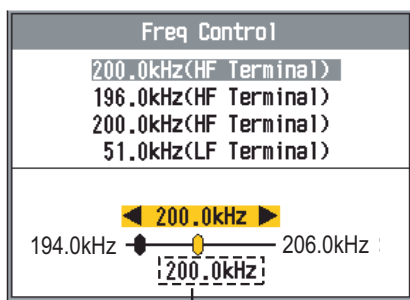 Freq Control
200.0kHz(HF Terminal)
196.0kHz(HF Terminal)
200.0kHz(HF Terminal)
51.0kHz(LF Terminal)
◀ 200.0kHz ▶
194.0kHz 206.0kHz
200.0kHz